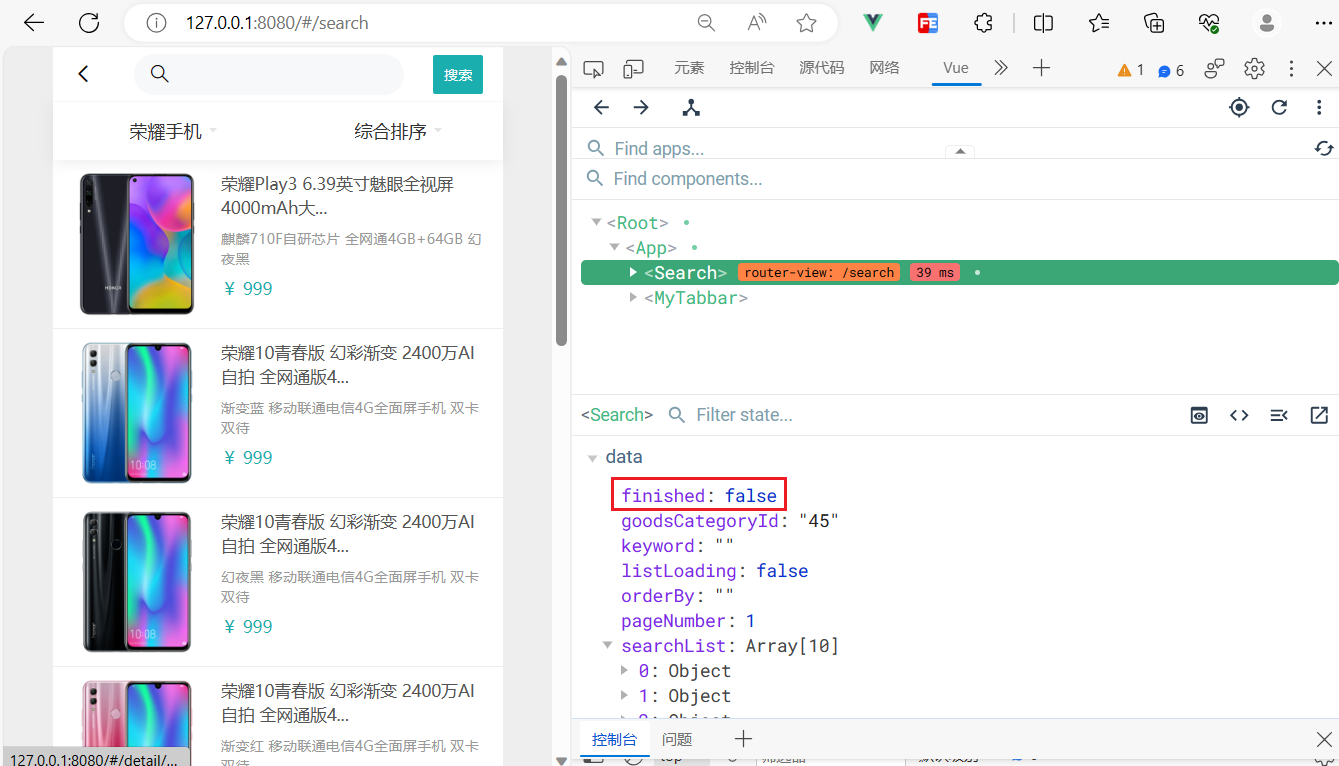 127.0.0.1:8080/#/search
搜索
荣耀手机
综合排序
荣耀Play3 6.39英寸魅眼全视屏
4000mAh大...
麒麟710F自研芯片 全网通4GB+64GB 幻
夜黑
¥ 999
荣耀10青春版 幻彩渐变 2400万AI
自拍 全网通版4...
渐变蓝 移动联通电信4G全面屏手机 双卡
双待
10:08
¥ 999
荣耀10青春版 幻彩渐变 2400万AI
自拍 全网通版4...
幻夜黑 移动联通电信4G全面屏手机 双卡
双待
10:08
¥ 999
荣耀10青春版 幻彩渐变 2400万AI
自拍 全网通版4...
渐变红 移动联通电信4G全面屏手机 双卡
双待
127.0.0.1:8080/#/detail/...
元素 控制台 源代码 网络 Vue 1 6
Find apps...
Find components...
<Root>
<App>
<Search> router-view: /search 39 ms
<MyTabbar>
<Search> Filter state...
data
finished: false
goodsCategoryId: "45"
keyword: ""
listLoading: false
orderBy: ""
pageNumber: 1
searchList: Array[10]
0: Object
1: Object
控制台 问题